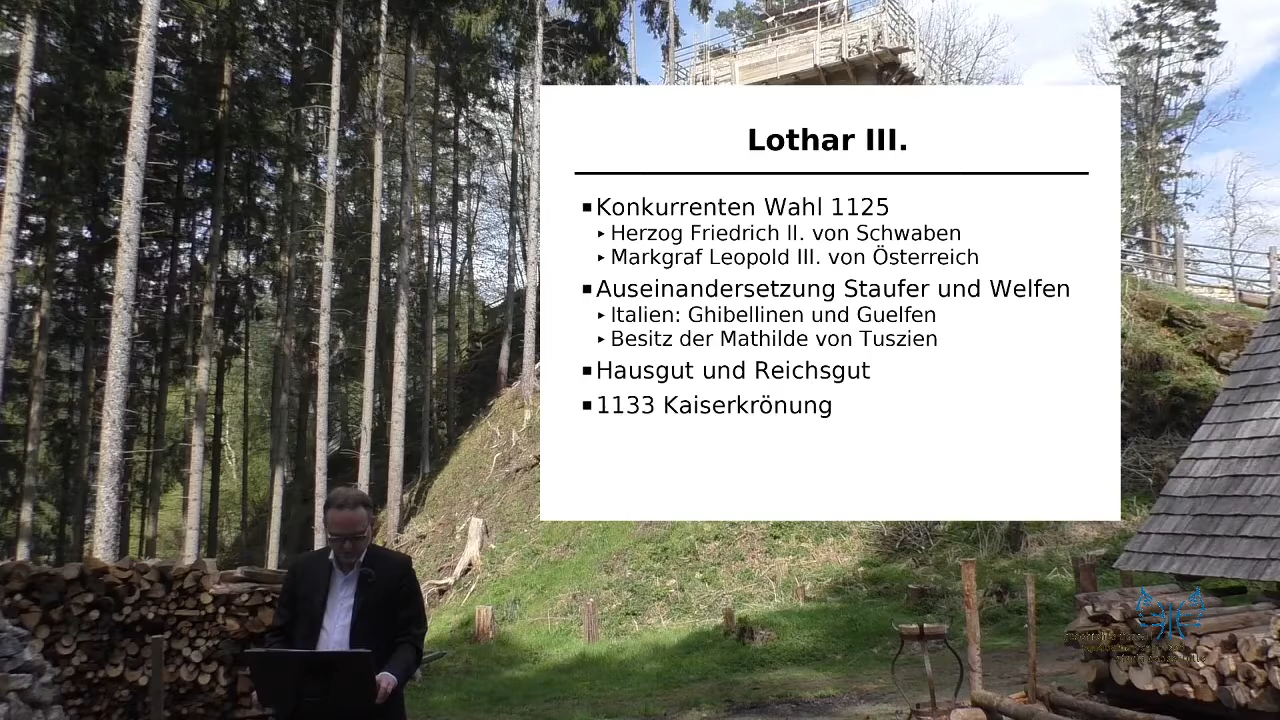 Lothar III.
Konkurrenten Wahl 1125
Herzog Friedrich II. von Schwaben
Markgraf Leopold III. von Österreich
Auseinandersetzung Staufer und Welfen
Italien: Ghibellinen und Guelfen
Besitz der Mathilde von Tuszien
Hausgut und Reichsgut
1133 Kaiserkrönung